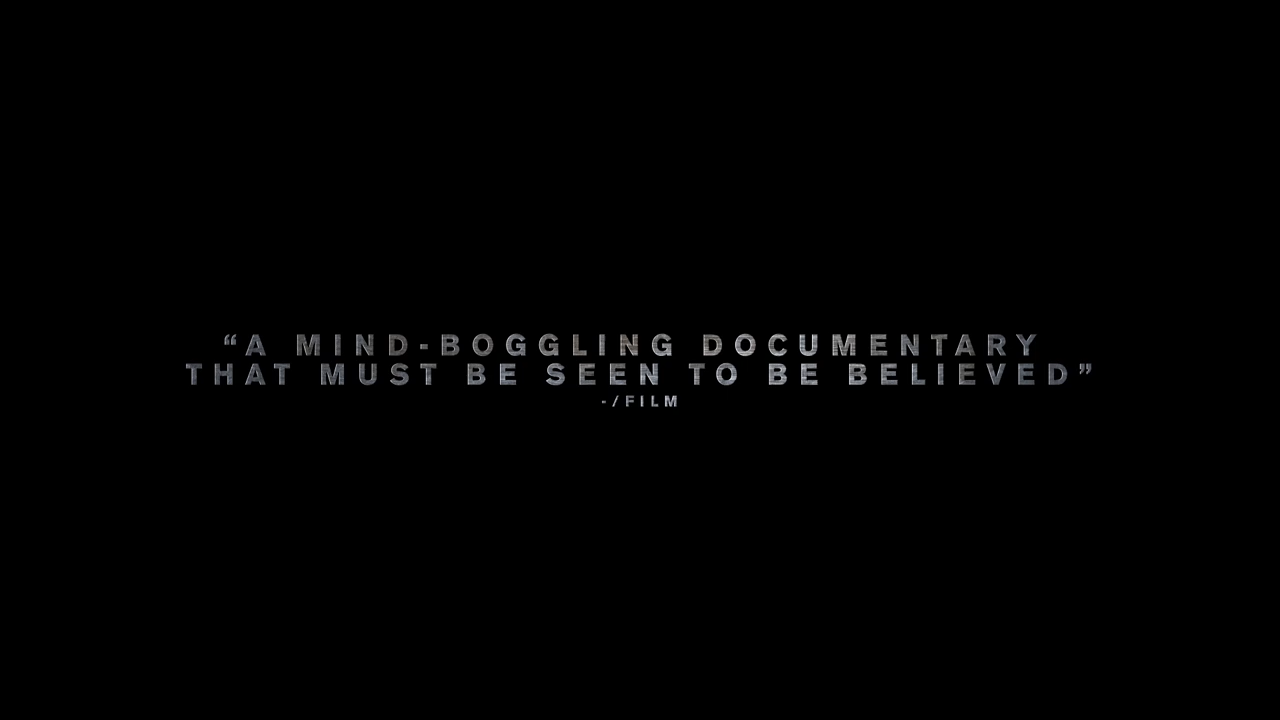 “A MIND-BOGGLING DOCUMENTARY
THAT MUST BE SEEN TO BE BELIEVED”
-/FILM